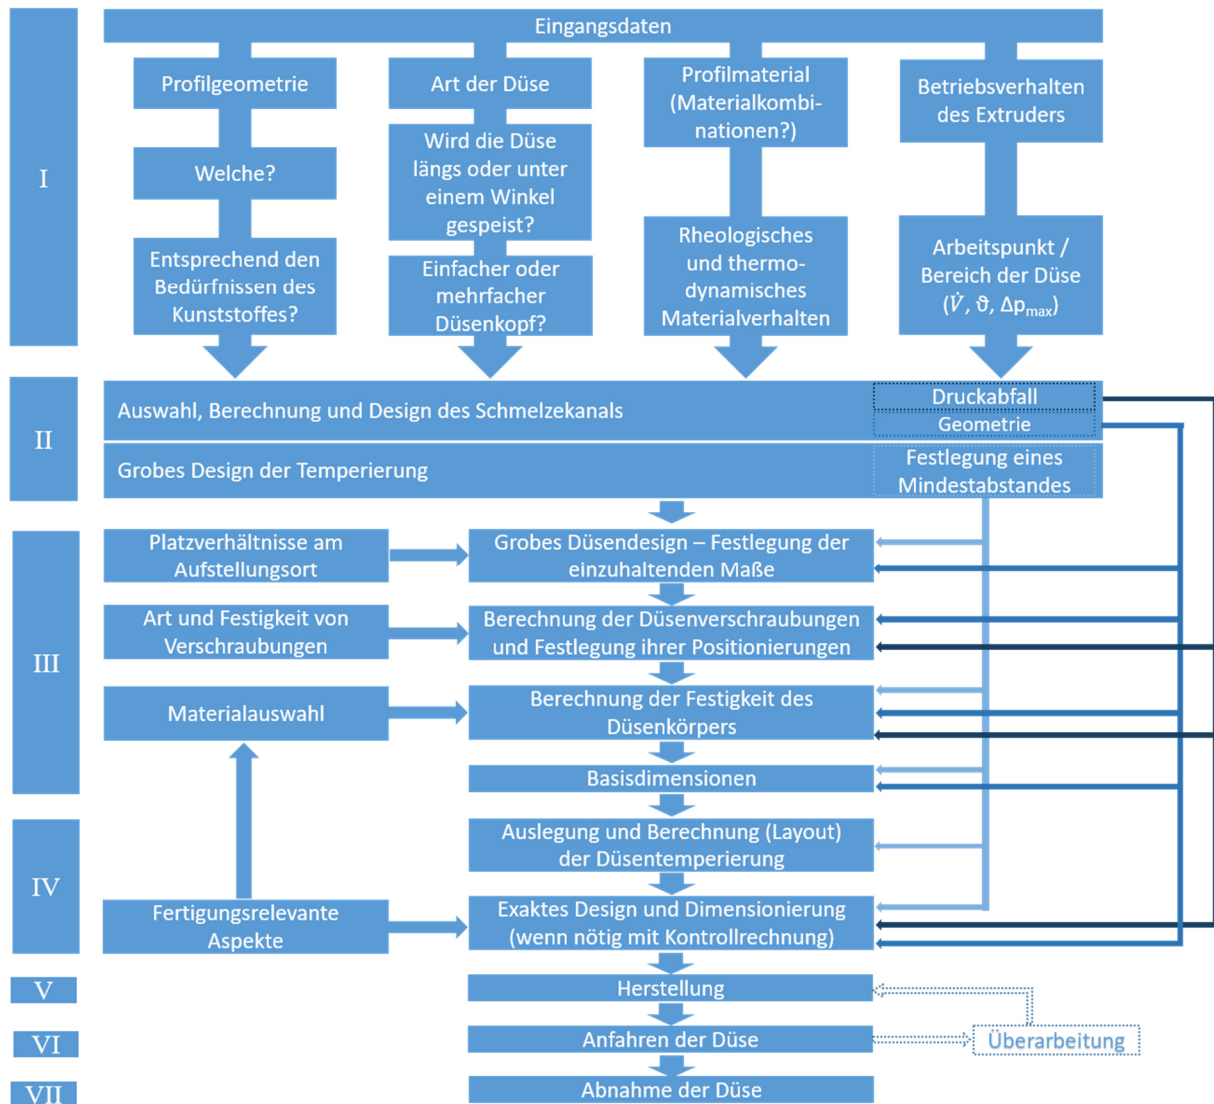 I
Eingangsdaten
Profilgeometrie
Welche?
Entsprechend den
Bedürfnissen des
Kunststoffes?
Art der Düse
Wird die Düse
längs oder unter
einem Winkel
gespeist?
Einfacher oder
mehrfacher
Düsenkopf?
Profilmaterial
(Materialkombi-
nationen?)
Rheologisches
und thermo-
dynamisches
Materialverhalten
Betriebsverhalten
des Extruders
Arbeitspunkt /
Bereich der Düse
(V̇, ϑ, Δpmax)
II
Auswahl, Berechnung und Design des Schmelzekanals
Druckabfall
Geometrie
Grobes Design der Temperierung
Festlegung eines
Mindestabstandes
III
Platzverhältnisse am
Aufstellungsort
Grobes Düsendesign – Festlegung der
einzuhaltenden Maße
Art und Festigkeit von
Verschraubungen
Berechnung der Düsenverschraubungen
und Festlegung ihrer Positionierungen
Materialauswahl
Berechnung der Festigkeit des
Düsenkörpers
Basisdimensionen
IV
Auslegung und Berechnung (Layout)
der Düsentemperierung
Fertigungsrelevante
Aspekte
Exaktes Design und Dimensionierung
(wenn nötig mit Kontrollrechnung)
V
Herstellung
VI
Anfahren der Düse
Überarbeitung
VII
Abnahme der Düse